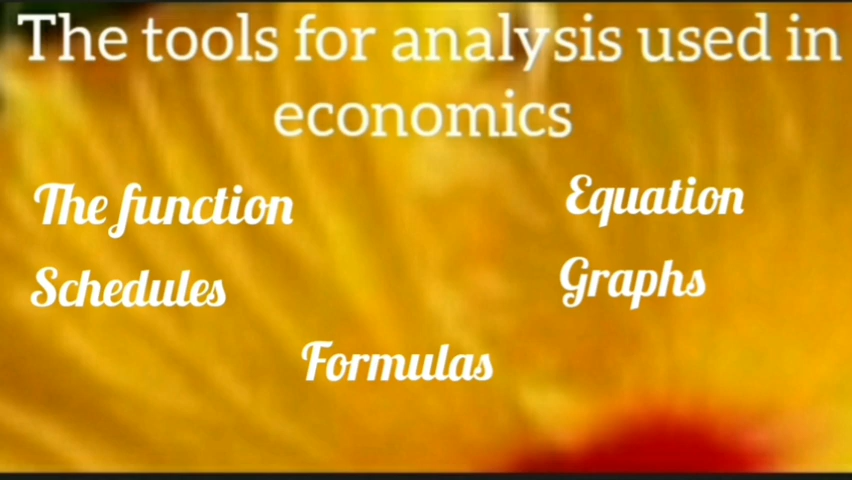 The tools for analysis used in
economics
The function
Equation
Schedules
Graphs
Formulas